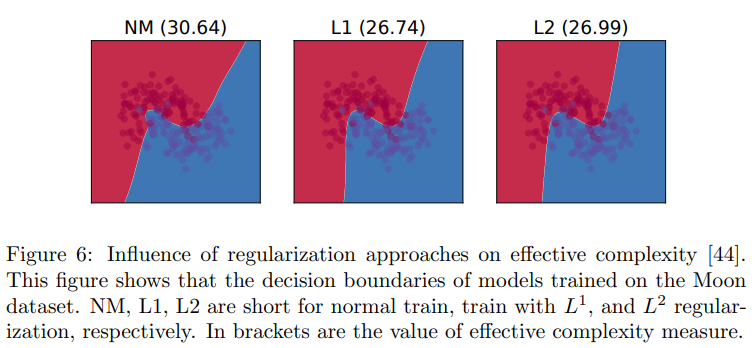 NM (30.64) L1 (26.74) L2 (26.99)
Figure 6: Influence of regularization approaches on effective complexity [44].
This figure shows that the decision boundaries of models trained on the Moon
dataset. NM, L1, L2 are short for normal train, train with L¹, and L² regular-
ization, respectively. In brackets are the value of effective complexity measure.